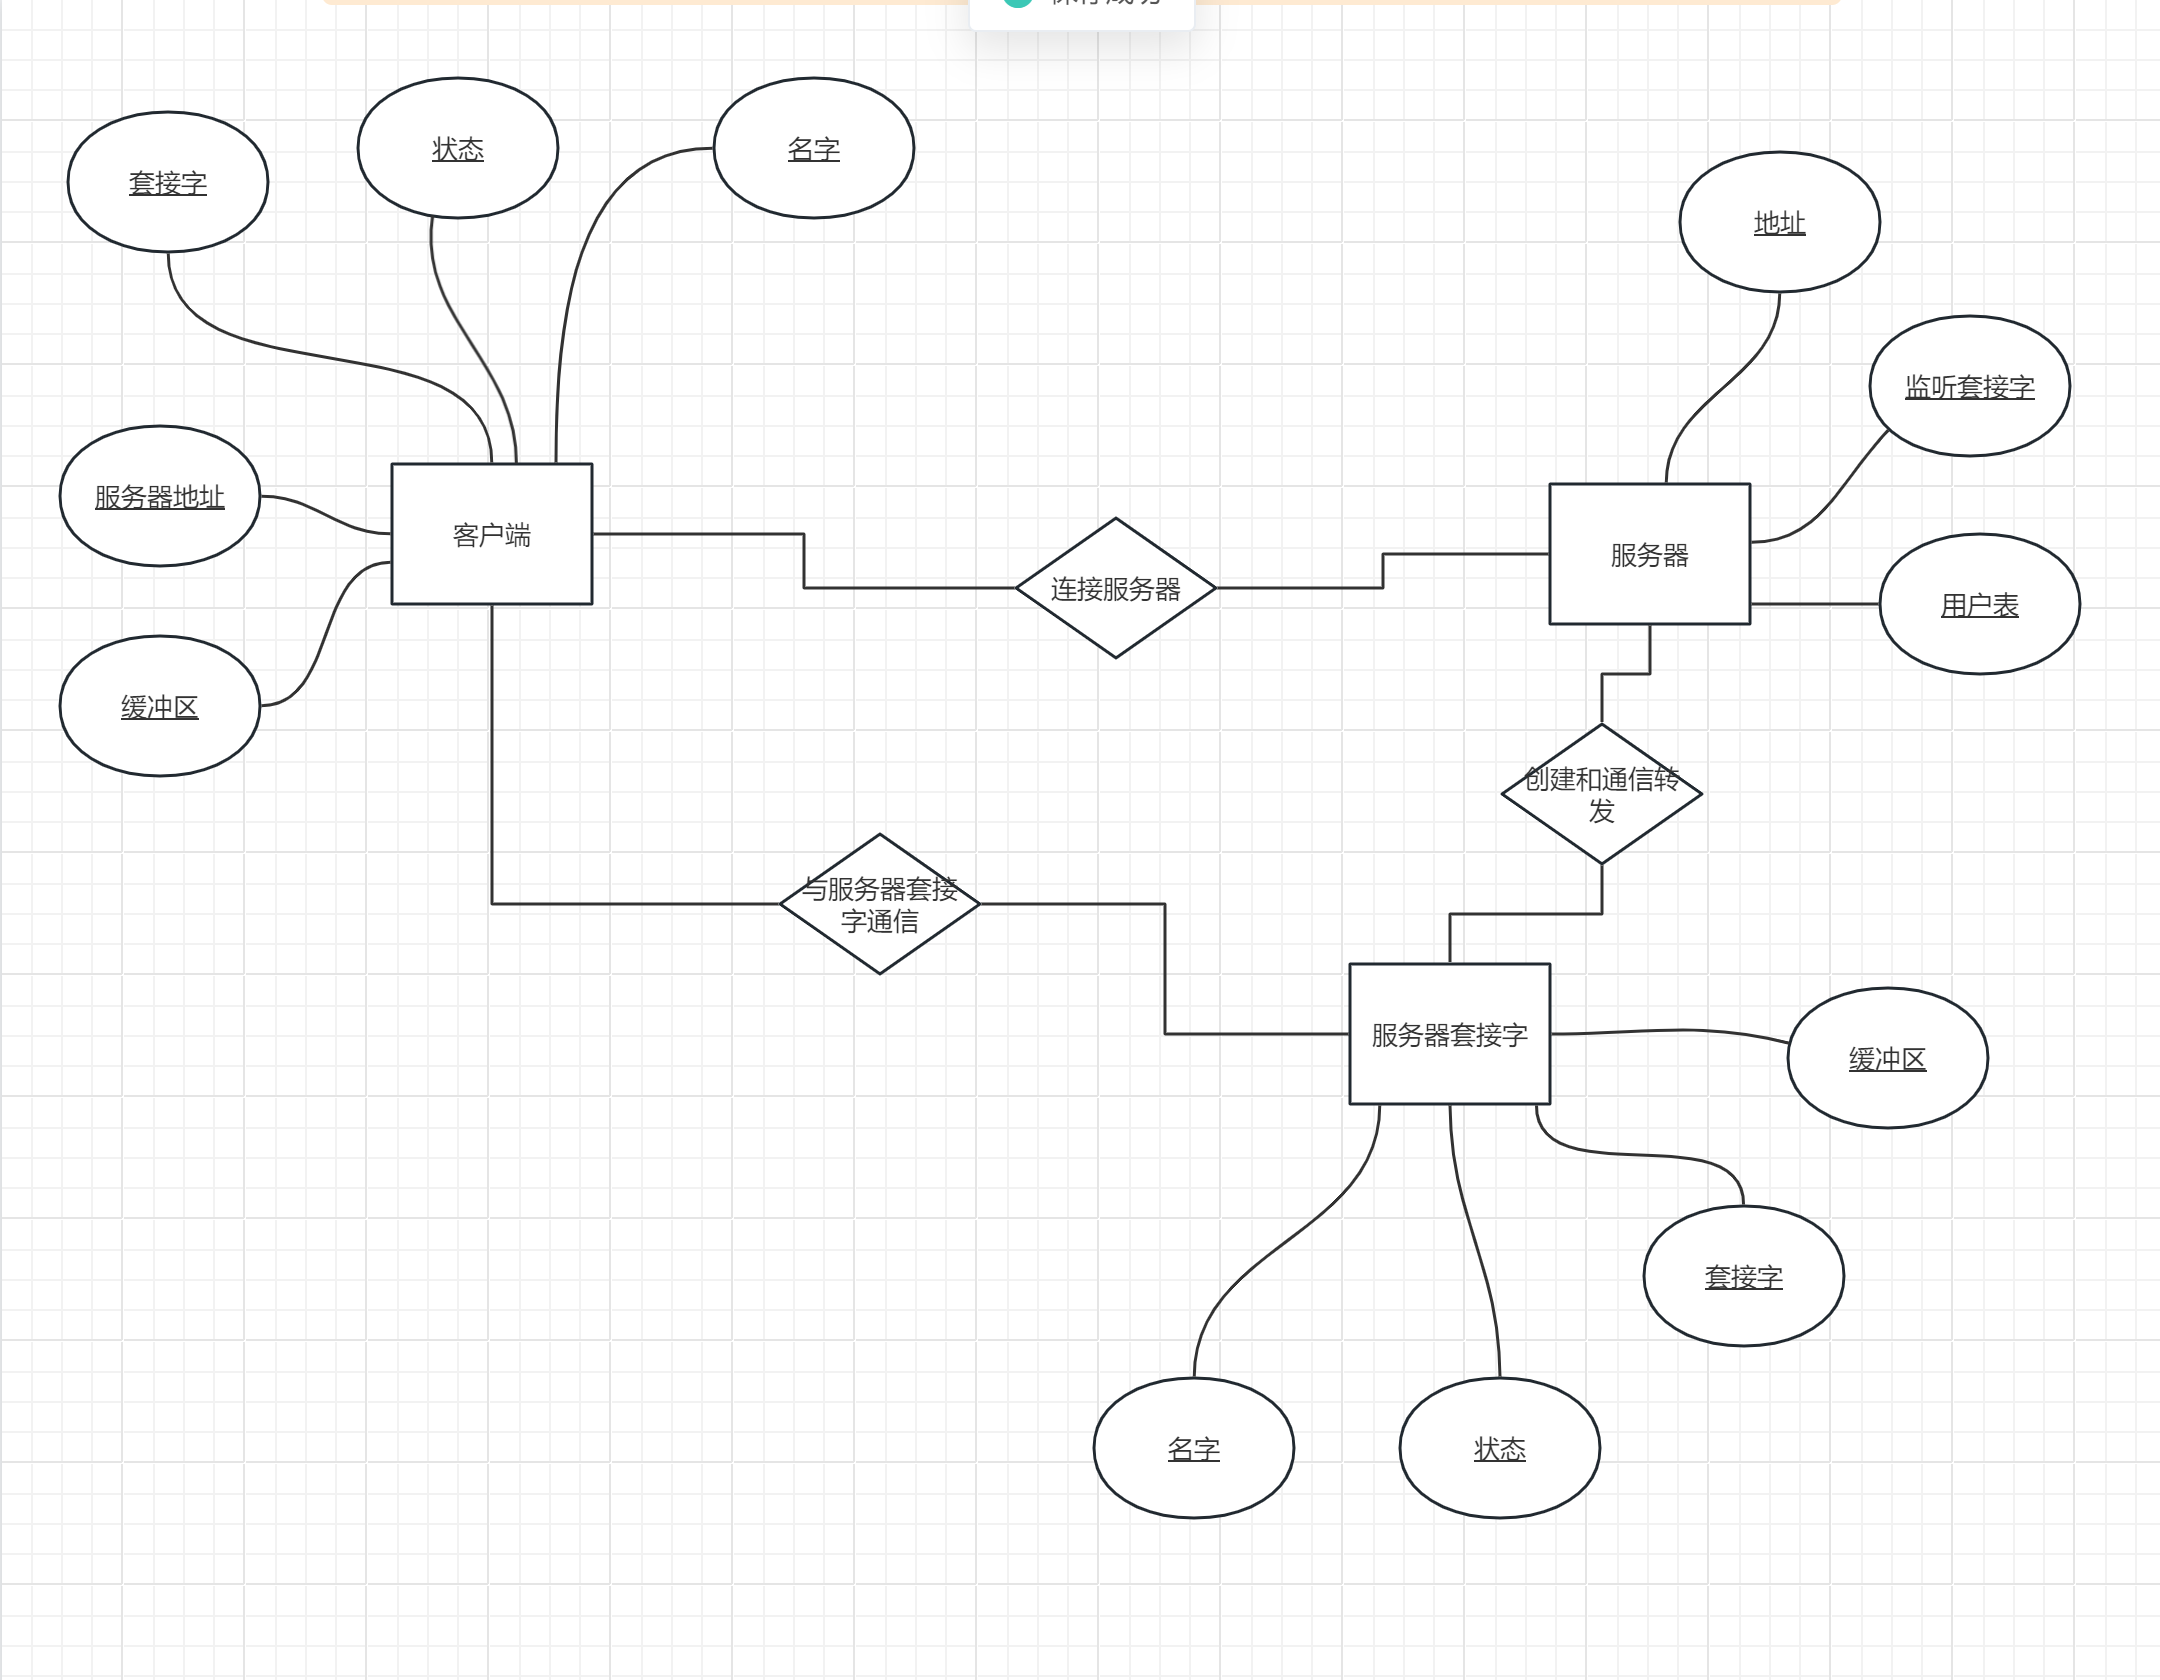 状态
名字
套接字
地址
监听套接字
服务器地址
客户端
服务器
连接服务器
用户表
缓冲区
创建和通信转
发
与服务器套接
字通信
服务器套接字
缓冲区
套接字
名字
状态